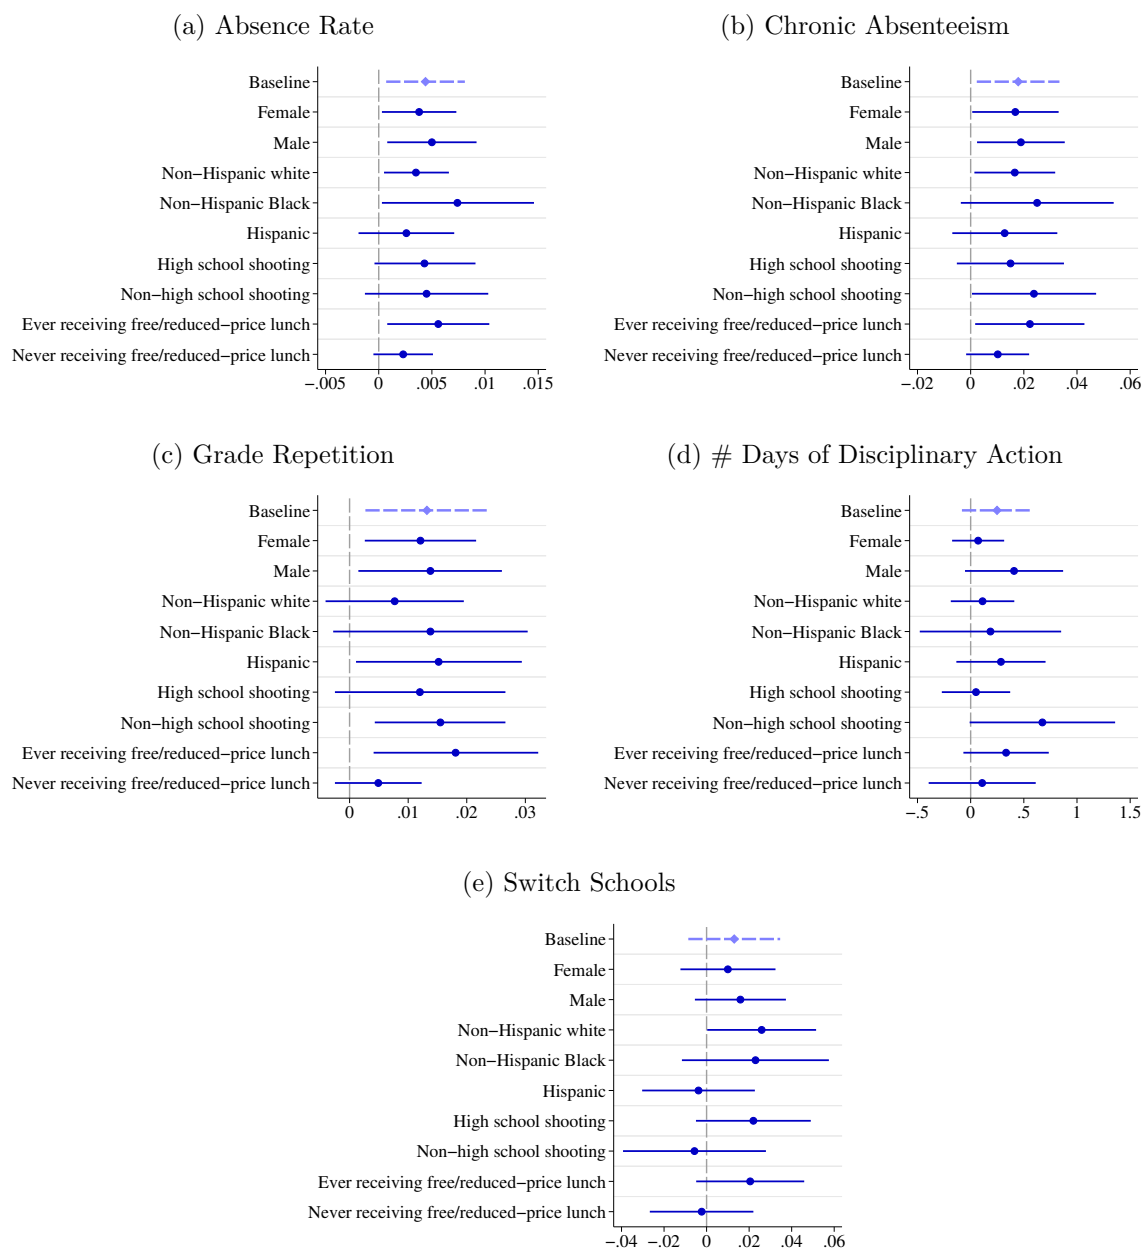 (a) Absence Rate
Baseline
Female
Male
Non−Hispanic white
Non−Hispanic Black
Hispanic
High school shooting
Non−high school shooting
Ever receiving free/reduced−price lunch
Never receiving free/reduced−price lunch
−.005 0 .005 .01 .015
(b) Chronic Absenteeism
Baseline
Female
Male
Non−Hispanic white
Non−Hispanic Black
Hispanic
High school shooting
Non−high school shooting
Ever receiving free/reduced−price lunch
Never receiving free/reduced−price lunch
−.02 0 .02 .04 .06
(c) Grade Repetition
Baseline
Female
Male
Non−Hispanic white
Non−Hispanic Black
Hispanic
High school shooting
Non−high school shooting
Ever receiving free/reduced−price lunch
Never receiving free/reduced−price lunch
0 .01 .02 .03
(d) # Days of Disciplinary Action
Baseline
Female
Male
Non−Hispanic white
Non−Hispanic Black
Hispanic
High school shooting
Non−high school shooting
Ever receiving free/reduced−price lunch
Never receiving free/reduced−price lunch
−.5 0 .5 1 1.5
(e) Switch Schools
Baseline
Female
Male
Non−Hispanic white
Non−Hispanic Black
Hispanic
High school shooting
Non−high school shooting
Ever receiving free/reduced−price lunch
Never receiving free/reduced−price lunch
−.04 −.02 0 .02 .04 .06